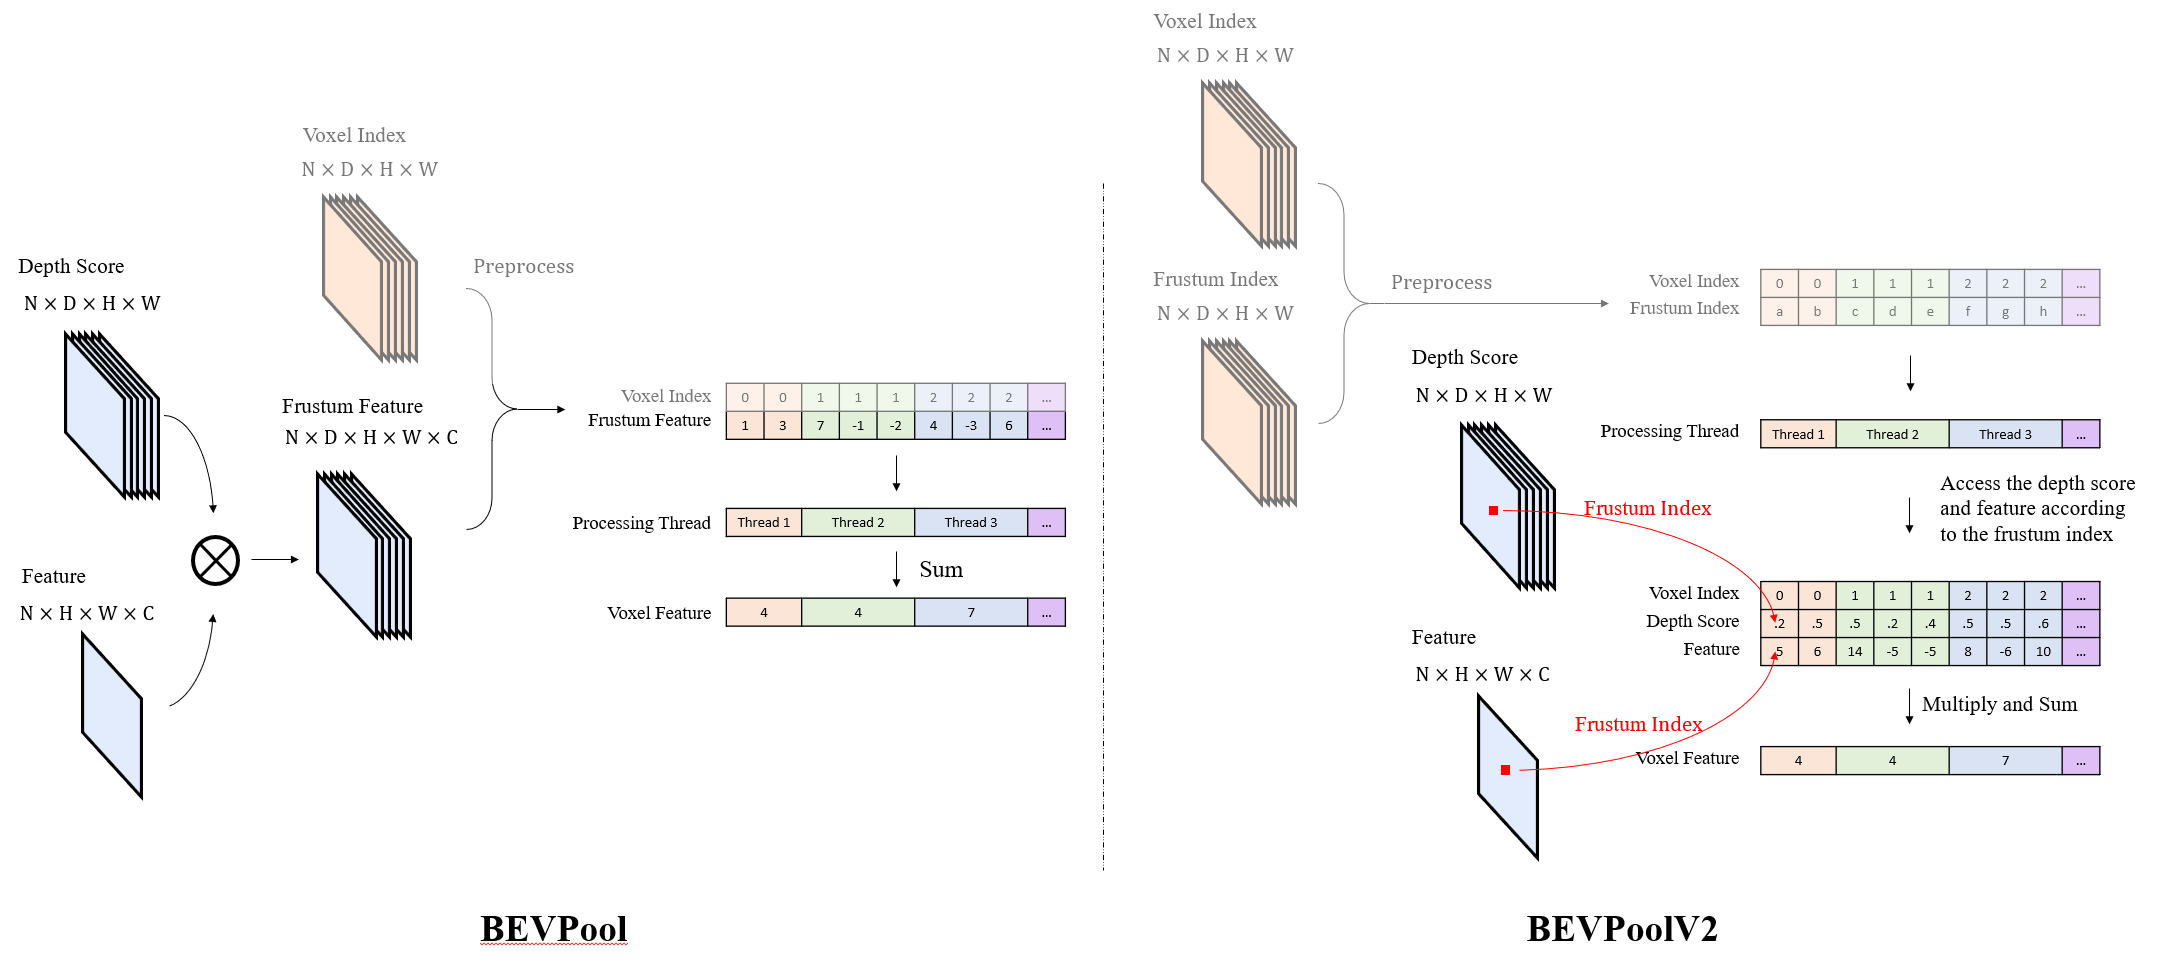 Voxel Index
N × D × H × W
Depth Score
N × D × H × W
Preprocess
Frustum Feature
N × D × H × W × C
Feature
N × H × W × C
Voxel Index 0 0 1 1 1 2 2 2 ...
Frustum Feature 1 3 7 -1 -2 4 -3 6 ...
Processing Thread Thread 1 Thread 2 Thread 3 ...
Sum
Voxel Feature 4 4 7 ...
BEVPool
Voxel Index
N × D × H × W
Frustum Index
N × D × H × W
Preprocess
Voxel Index 0 0 1 1 1 2 2 2 ...
Frustum Index a b c d e f g h ...
Depth Score
N × D × H × W
Processing Thread Thread 1 Thread 2 Thread 3 ...
Frustum Index
Access the depth score
and feature according
to the frustum index
Voxel Index 0 0 1 1 1 2 2 2 ...
Depth Score .2 .5 .5 .2 .4 .5 .5 .6 ...
Feature 5 6 14 -5 -5 8 -6 10 ...
Feature
N × H × W × C
Frustum Index
Multiply and Sum
Voxel Feature 4 4 7 ...
BEVPoolV2